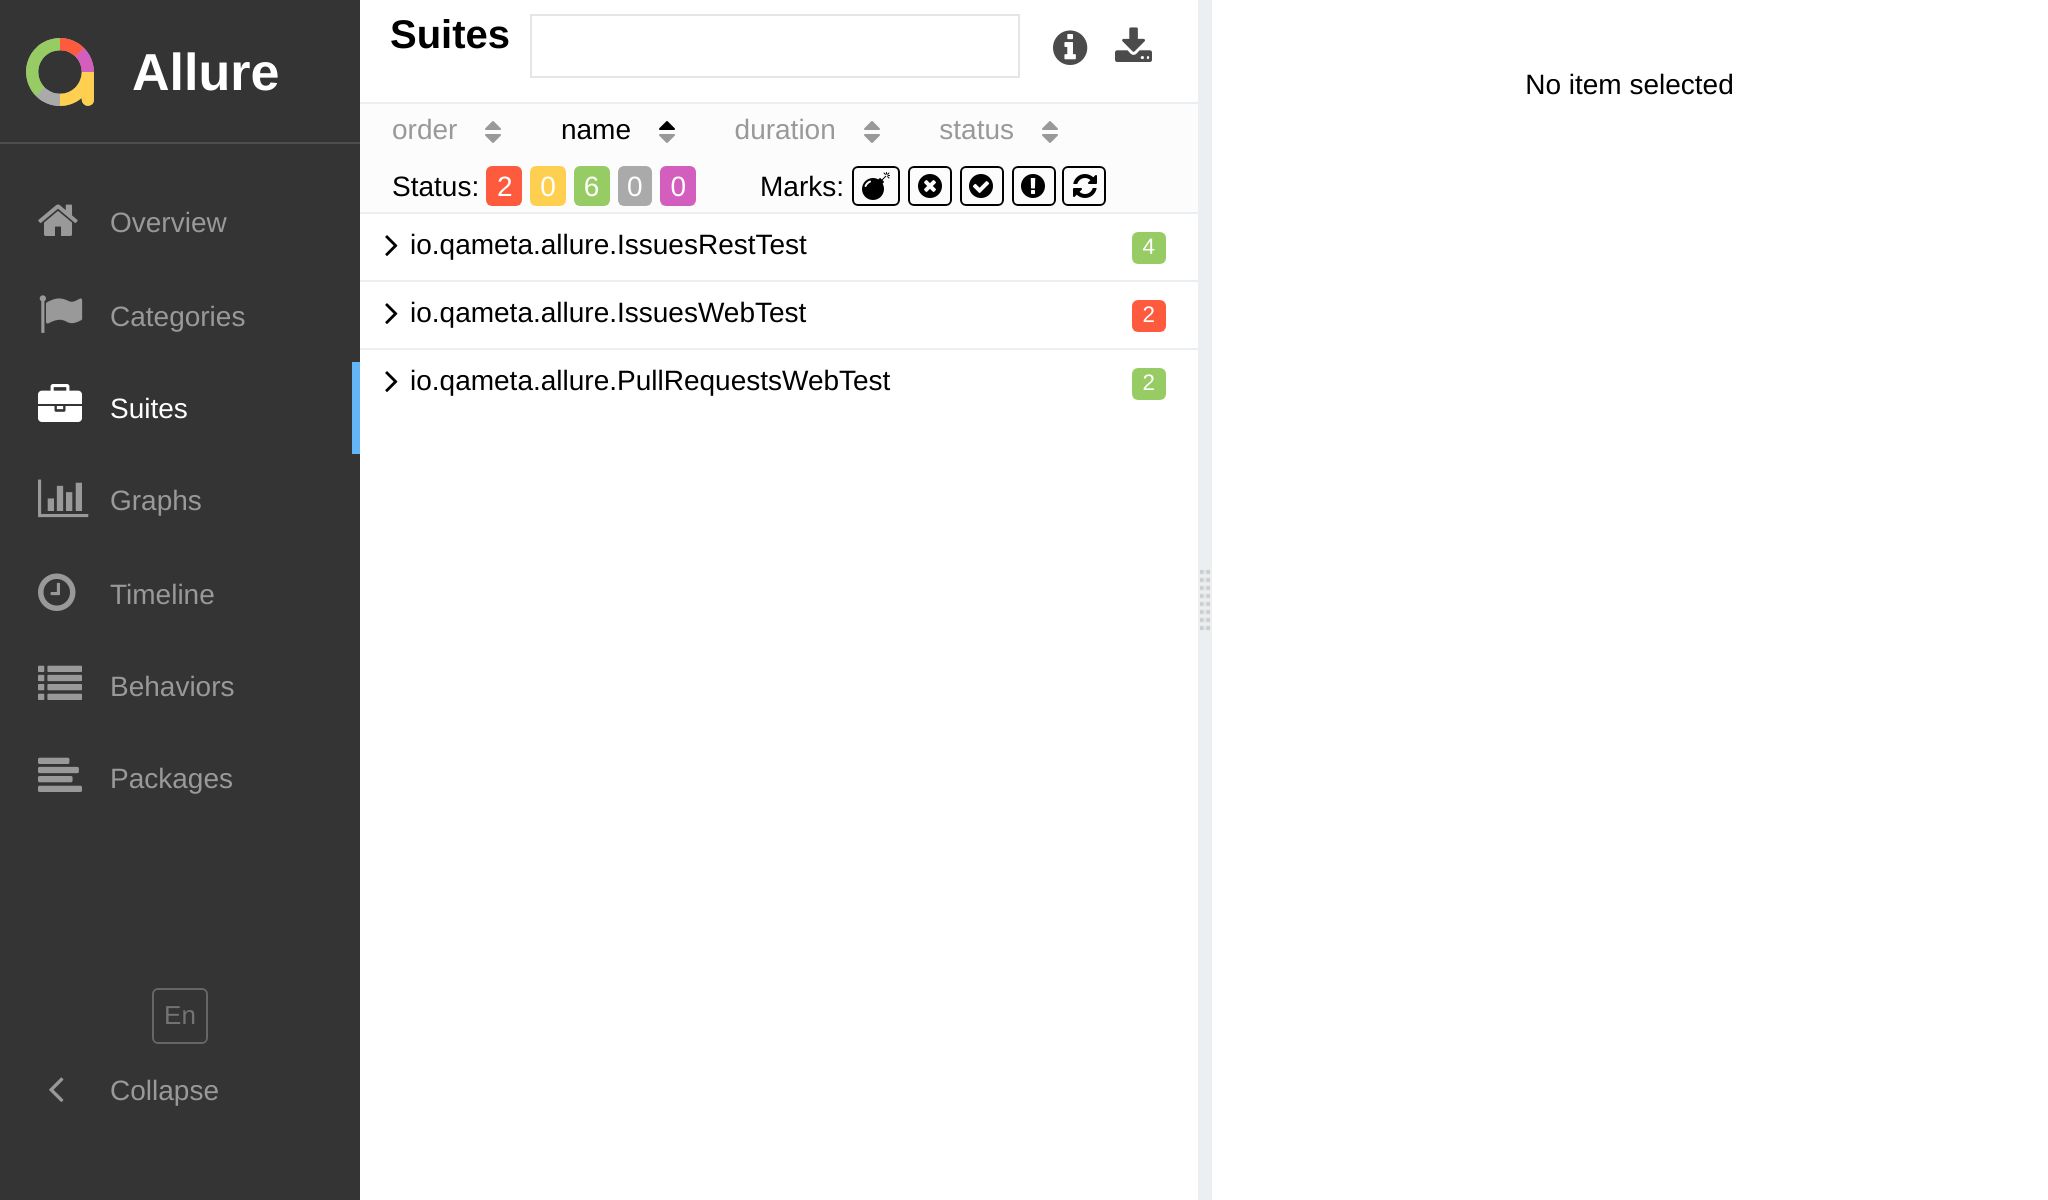 Allure
Overview
Categories
Suites
Graphs
Timeline
Behaviors
Packages
En
Collapse
Suites
order name duration status
Status: 2 0 6 0 0 Marks:
io.qameta.allure.IssuesRestTest 4
io.qameta.allure.IssuesWebTest 2
io.qameta.allure.PullRequestsWebTest 2
No item selected